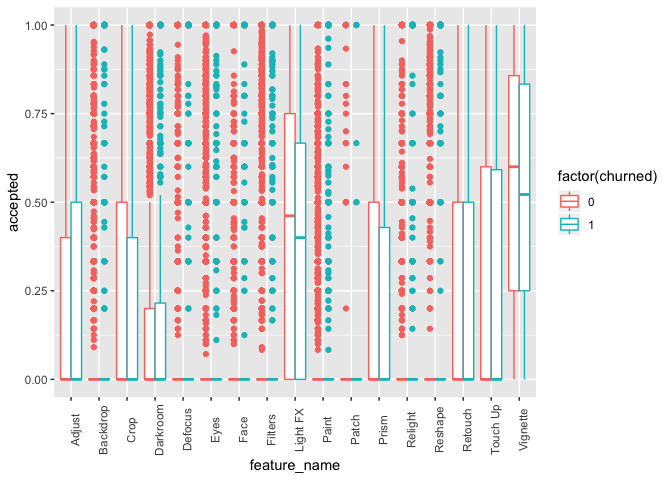 1.00
0.75
0.50
0.25
0.00
accepted
Adjust
Backdrop
Crop
Darkroom
Defocus
Eyes
Face
Filters
Light FX
Paint
Patch
Prism
Relight
Reshape
Retouch
Touch Up
Vignette
feature_name
factor(churned)
0
1